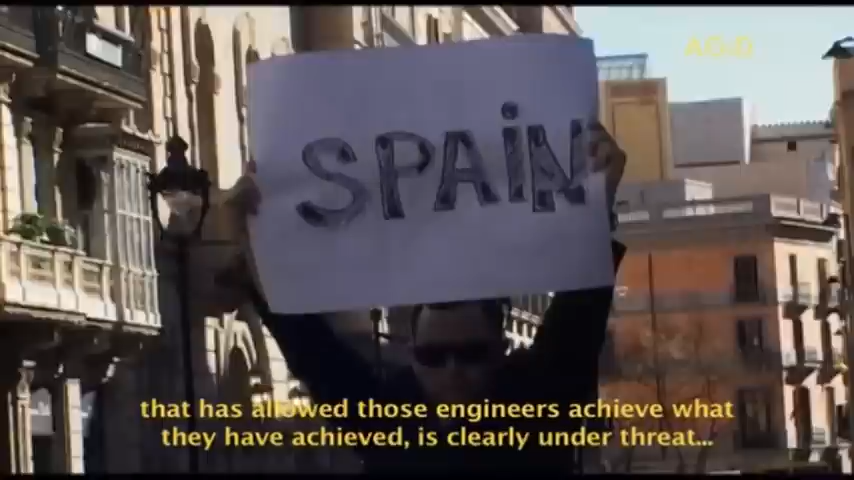 SPAiN
that has allowed those engineers achieve what
they have achieved, is clearly under threat...